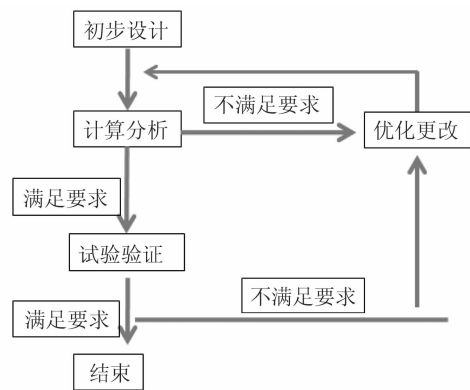 初步设计
不满足要求
计算分析
优化更改
满足要求
试验验证
不满足要求
满足要求
结束